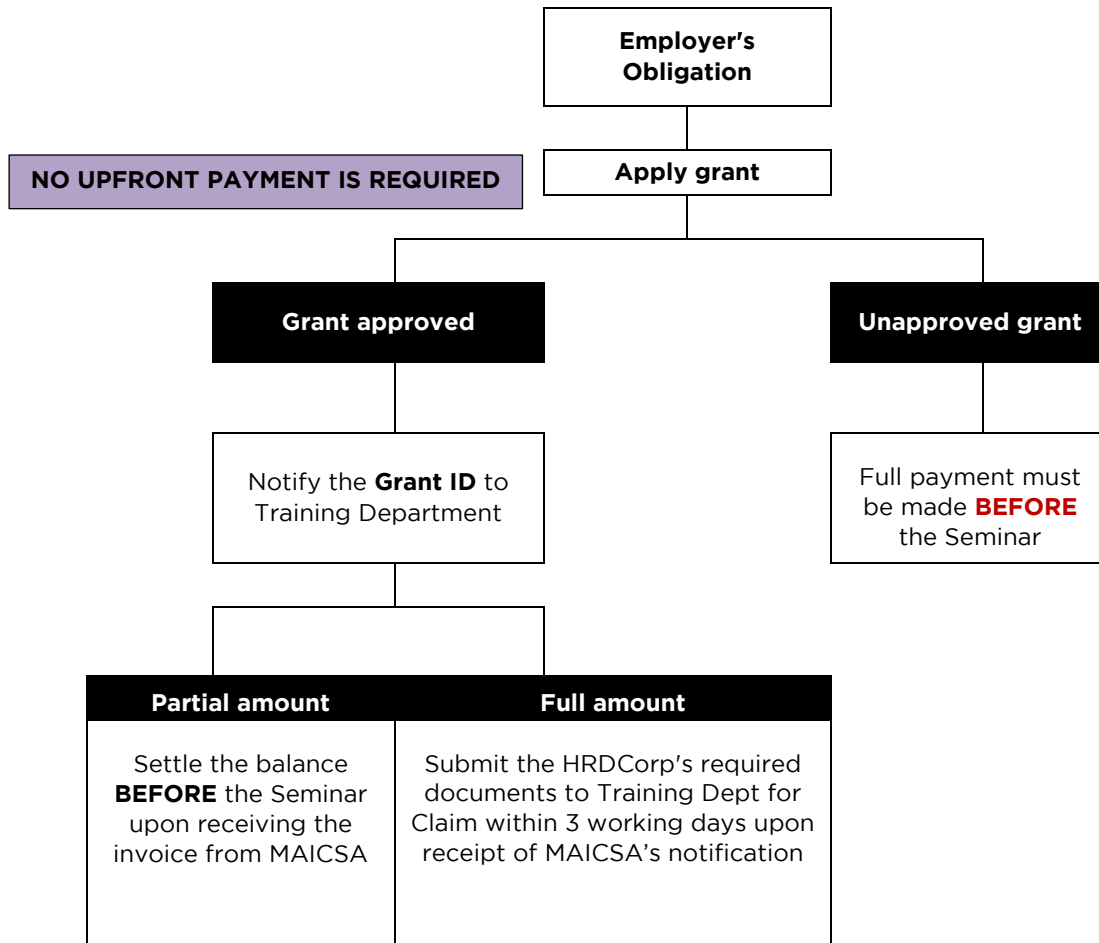 Employer's
Obligation
NO UPFRONT PAYMENT IS REQUIRED
Apply grant
Grant approved
Unapproved grant
Notify the Grant ID to
Training Department
Full payment must
be made BEFORE
the Seminar
Partial amount
Full amount
Settle the balance
BEFORE the Seminar
upon receiving the
invoice from MAICSA
Submit the HRDCorp's required
documents to Training Dept for
Claim within 3 working days upon
receipt of MAICSA’s notification